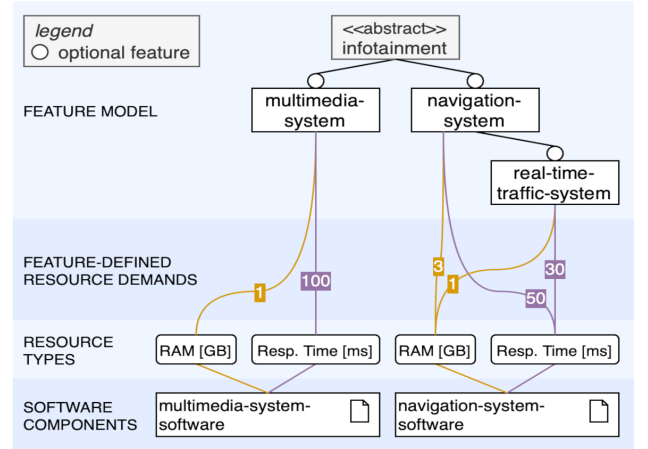 legend
optional feature
<<abstract>>
infotainment
FEATURE MODEL
multimedia-
system
navigation-
system
real-time-
traffic-system
FEATURE-DEFINED
RESOURCE DEMANDS
1
100
3
1
30
50
RESOURCE
TYPES
RAM [GB]
Resp. Time [ms]
RAM [GB]
Resp. Time [ms]
SOFTWARE
COMPONENTS
multimedia-system-
software
navigation-system-
software